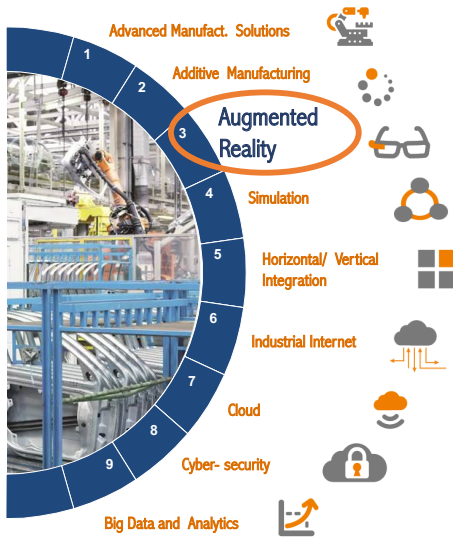 1
Advanced Manufact. Solutions
2
Additive Manufacturing
3
Augmented
Reality
4
Simulation
5
Horizontal/ Vertical
Integration
6
Industrial Internet
7
Cloud
8
Cyber- security
9
Big Data and Analytics